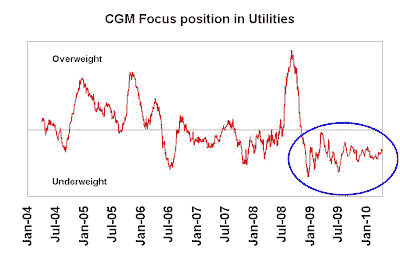 CGM Focus position in Utilities
Overweight
Underweight
Jan-04
Jul-04
Jan-05
Jul-05
Jan-06
Jul-06
Jan-07
Jul-07
Jan-08
Jul-08
Jan-09
Jul-09
Jan-10